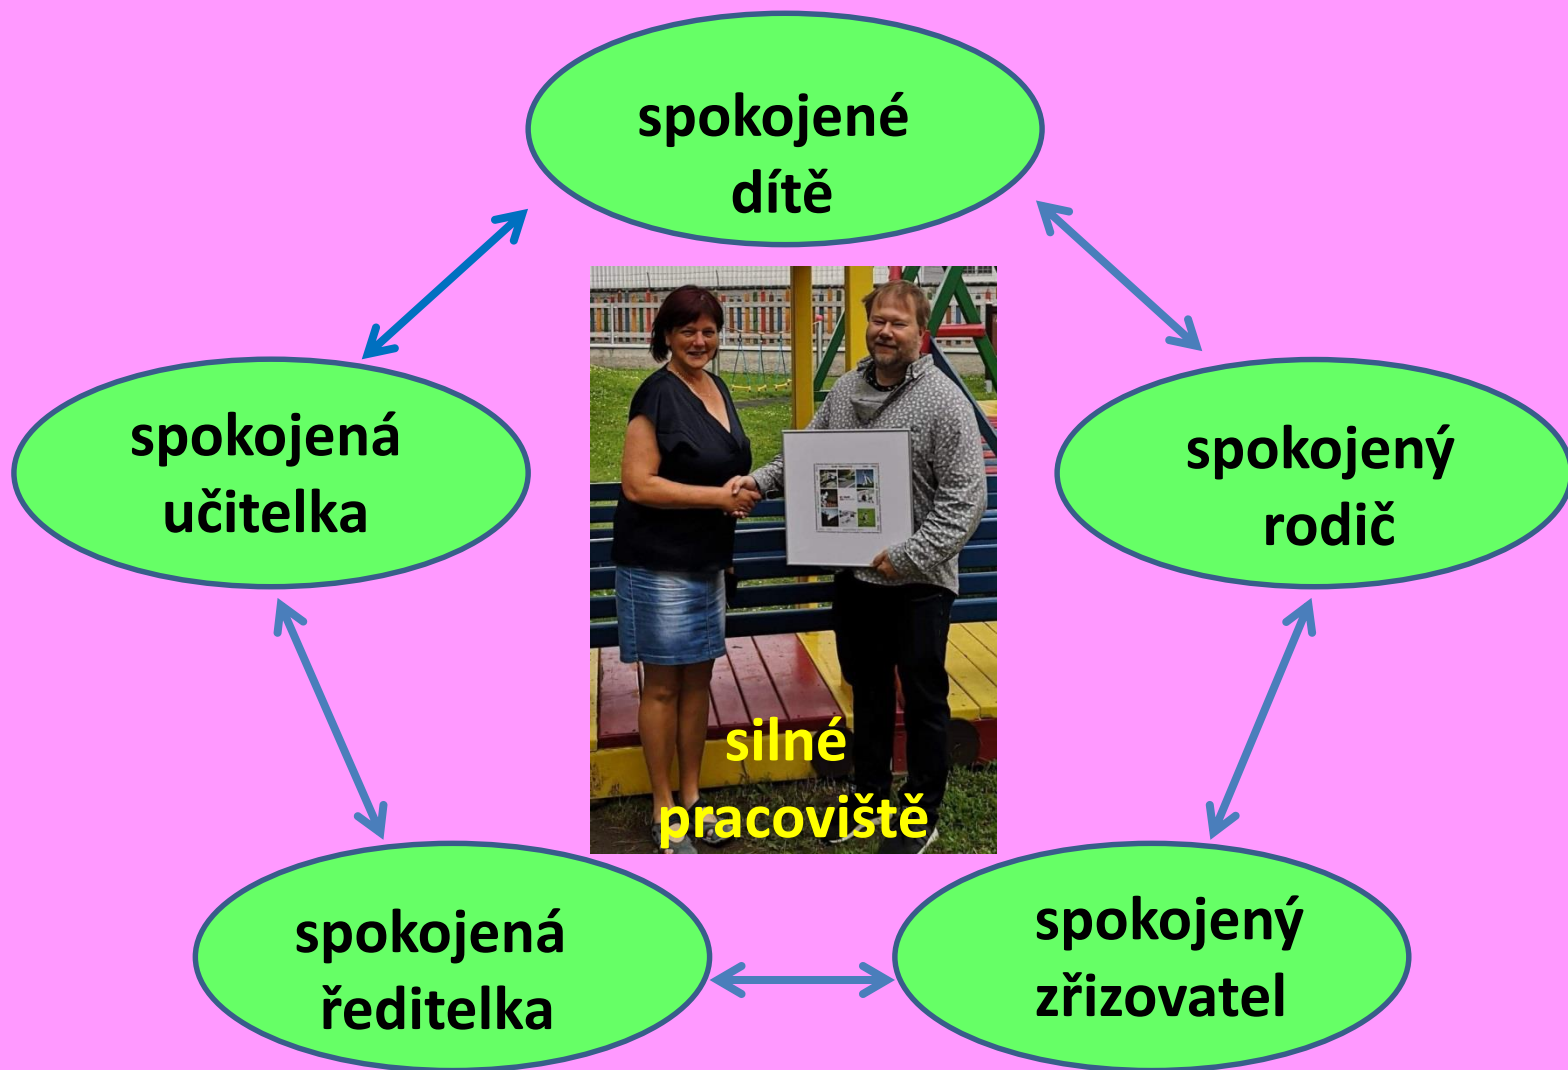 spokojené
dítě
spokojená
učitelka
spokojený
rodič
silné
pracoviště
spokojená
ředitelka
spokojený
zřizovatel